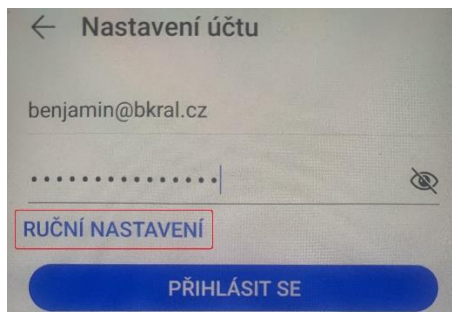 ← Nastavení účtu
benjamin@bkral.cz
•••••••••••••••
RUČNÍ NASTAVENÍ
PŘIHLÁSIT SE